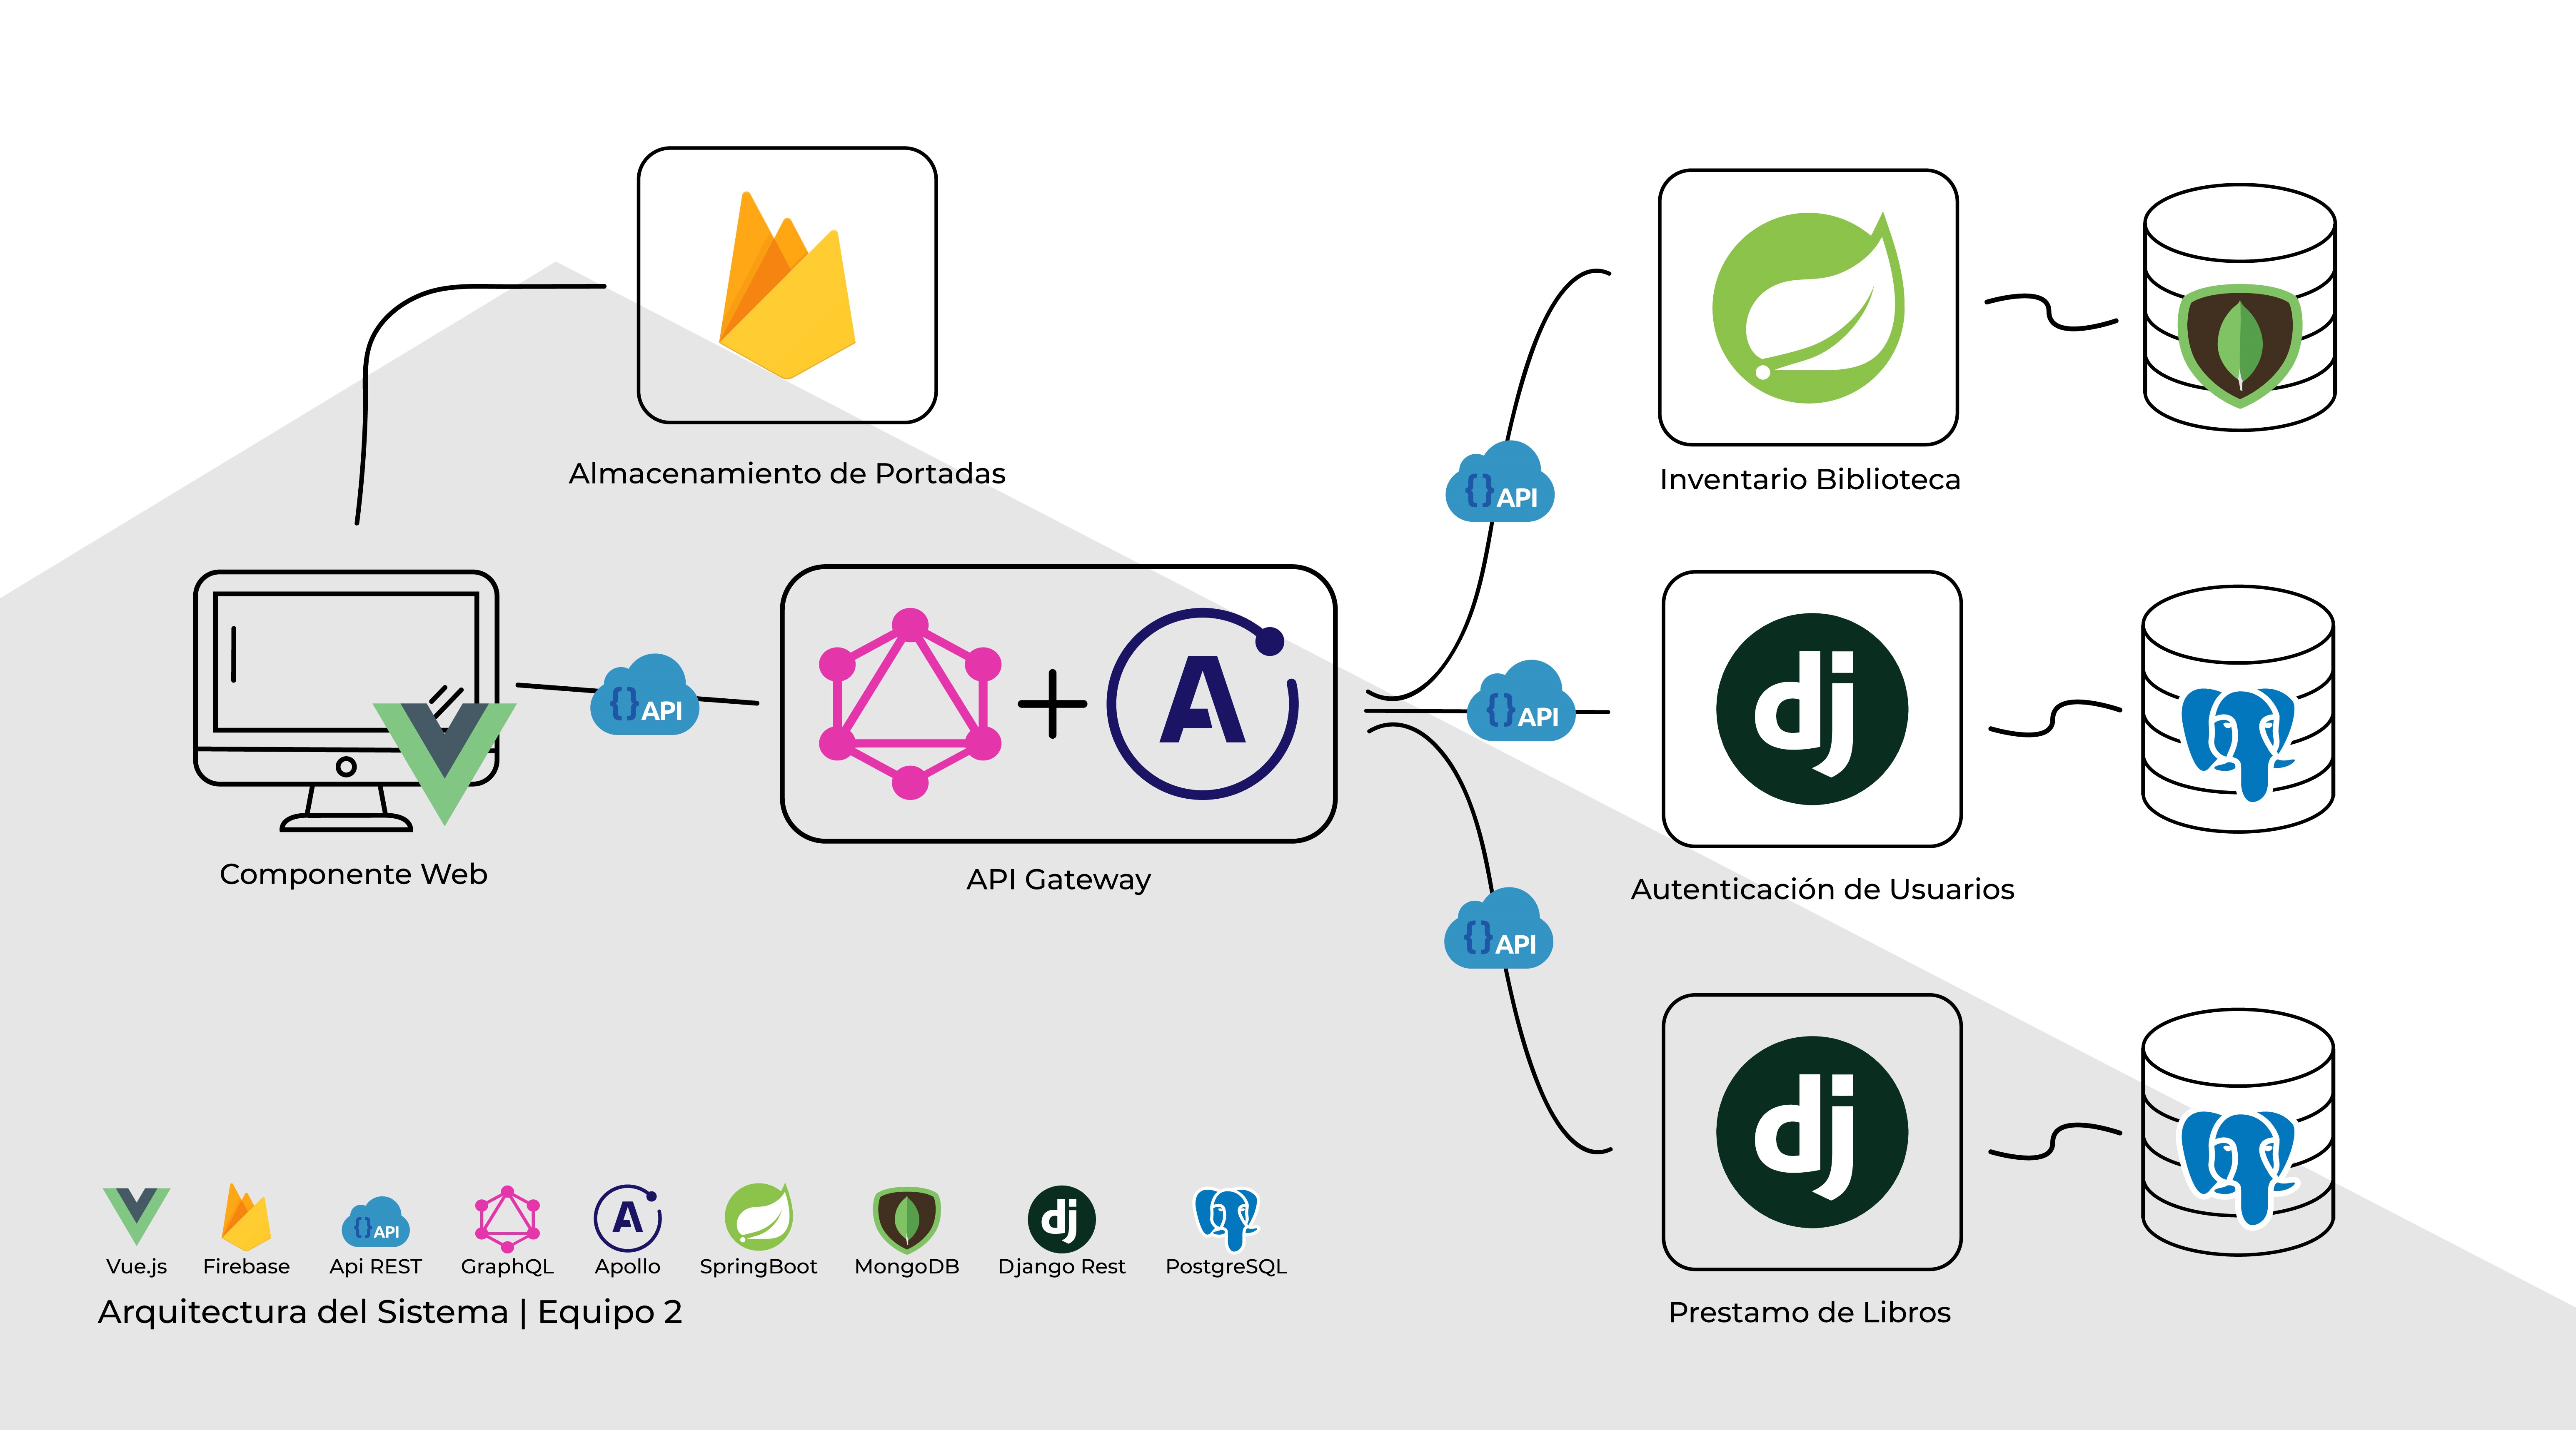 Almacenamiento de Portadas
Inventario Biblioteca
{} API
Componente Web
{} API
API Gateway
A
{} API
dj
Autenticación de Usuarios
{} API
dj
Prestamo de Libros
{} API
A
dj
Vue.js
Firebase
Api REST
GraphQL
Apollo
SpringBoot
MongoDB
Django Rest
PostgreSQL
Arquitectura del Sistema | Equipo 2